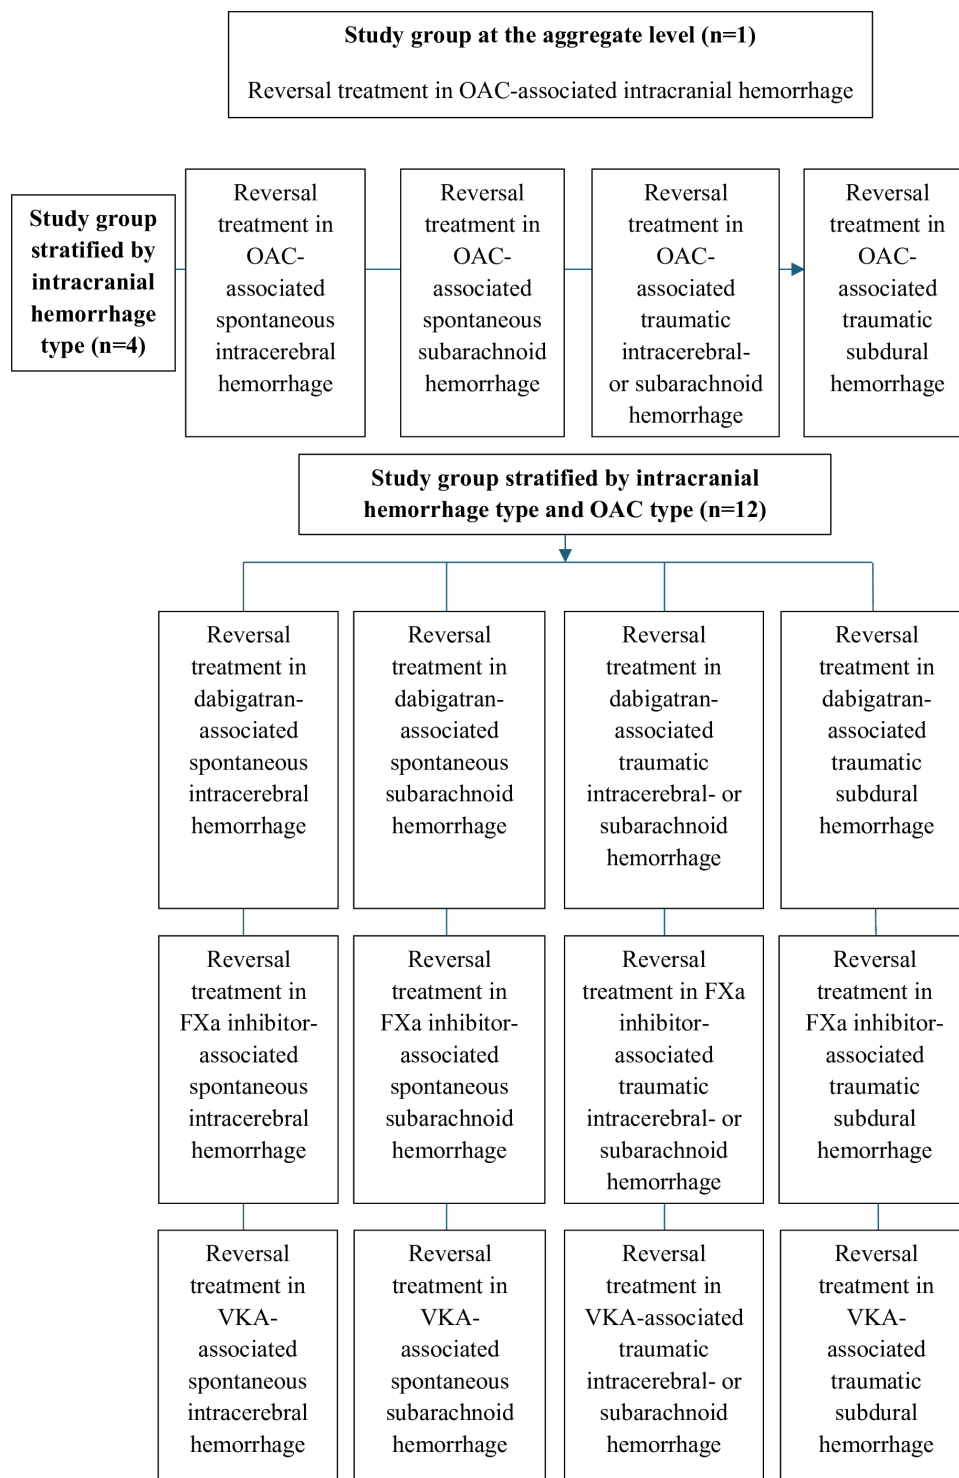 Study group at the aggregate level (n=1)
Reversal treatment in OAC-associated intracranial hemorrhage
Study group
stratified by
intracranial
hemorrhage
type (n=4)
Reversal
treatment in
OAC-
associated
spontaneous
intracerebral
hemorrhage
Reversal
treatment in
OAC-
associated
spontaneous
subarachnoid
hemorrhage
Reversal
treatment in
OAC-
associated
traumatic
intracerebral-
or subarachnoid
hemorrhage
Reversal
treatment in
OAC-
associated
traumatic
subdural
hemorrhage
Study group stratified by intracranial
hemorrhage type and OAC type (n=12)
Reversal
treatment in
dabigatran-
associated
spontaneous
intracerebral
hemorrhage
Reversal
treatment in
dabigatran-
associated
spontaneous
subarachnoid
hemorrhage
Reversal
treatment in
dabigatran-
associated
traumatic
intracerebral- or
subarachnoid
hemorrhage
Reversal
treatment in
dabigatran-
associated
traumatic
subdural
hemorrhage
Reversal
treatment in
FXa inhibitor-
associated
spontaneous
intracerebral
hemorrhage
Reversal
treatment in
FXa inhibitor-
associated
spontaneous
subarachnoid
hemorrhage
Reversal
treatment in FXa
inhibitor-
associated
traumatic
intracerebral- or
subarachnoid
hemorrhage
Reversal
treatment in
FXa inhibitor-
associated
traumatic
subdural
hemorrhage
Reversal
treatment in
VKA-
associated
spontaneous
intracerebral
hemorrhage
Reversal
treatment in
VKA-
associated
spontaneous
subarachnoid
hemorrhage
Reversal
treatment in
VKA-associated
traumatic
intracerebral- or
subarachnoid
hemorrhage
Reversal
treatment in
VKA-
associated
traumatic
subdural
hemorrhage